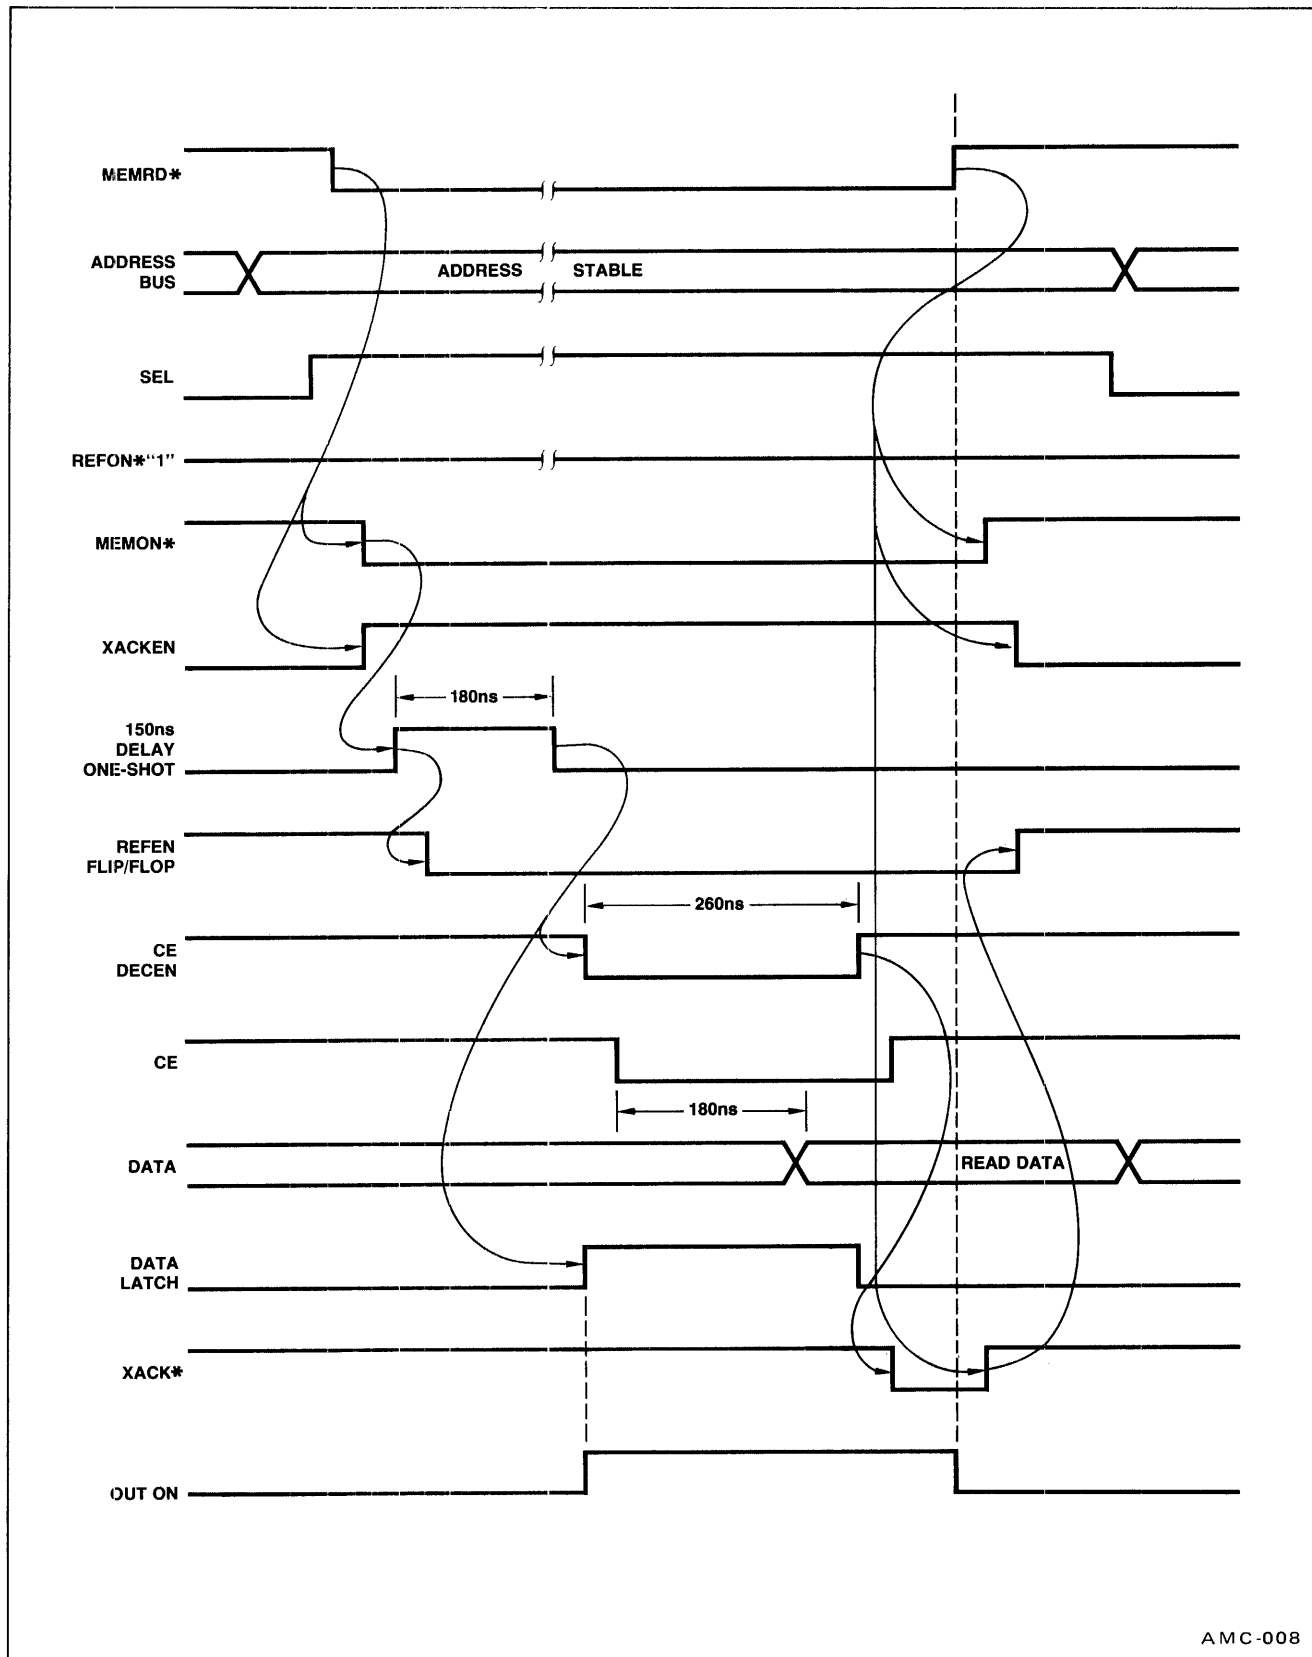 MEMRD*
ADDRESS
BUS
ADDRESS STABLE
SEL
REFON*"1"
MEMON*
XACKEN
180ns
150ns
DELAY
ONE-SHOT
REFEN
FLIP/FLOP
260ns
CE
DECEN
CE
180ns
DATA
READ DATA
DATA
LATCH
XACK*
OUT ON
AMC-008